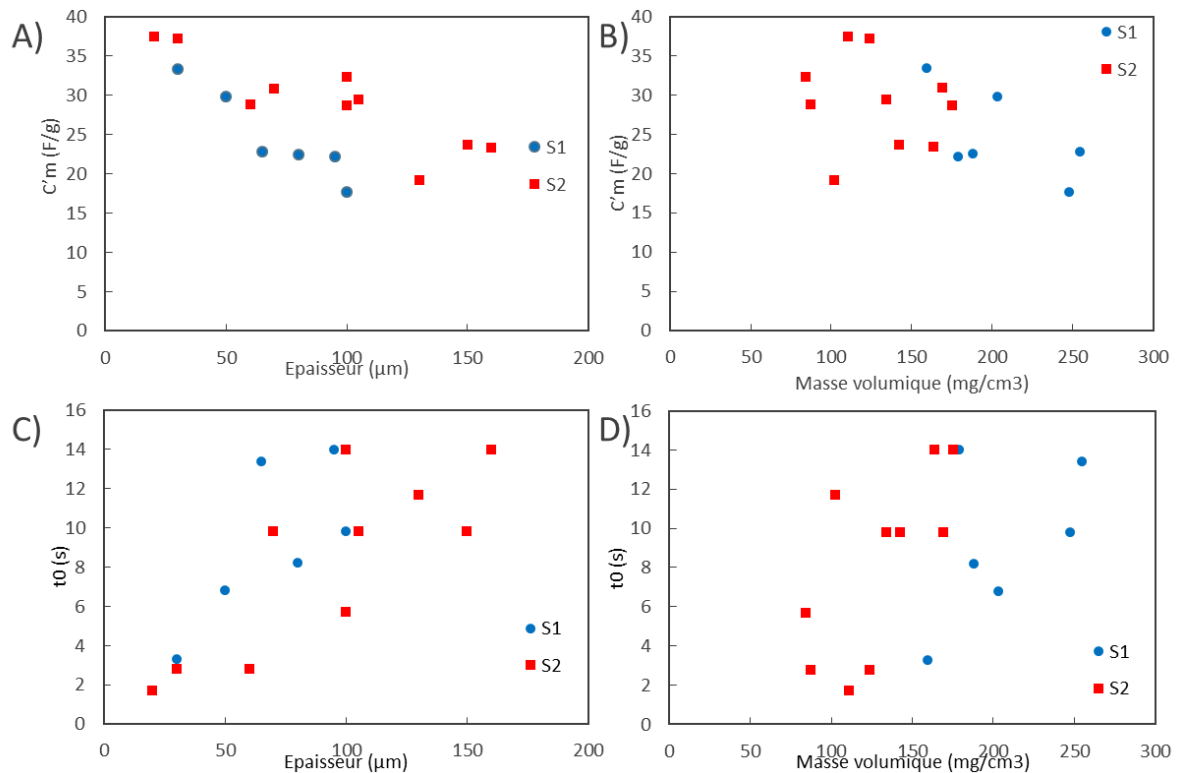 A)
C'm (F/g)
40
35
30
25
20
15
10
5
0
0 50 100 150 200
Epaisseur (µm)
S1
S2
B)
C'm (F/g)
40
35
30
25
20
15
10
5
0
0 50 100 150 200 250 300
Masse volumique (mg/cm3)
S1
S2
C)
t0 (s)
16
14
12
10
8
6
4
2
0
0 50 100 150 200
Epaisseur (µm)
S1
S2
D)
t0 (s)
16
14
12
10
8
6
4
2
0
0 50 100 150 200 250 300
Masse volumique (mg/cm3)
S1
S2